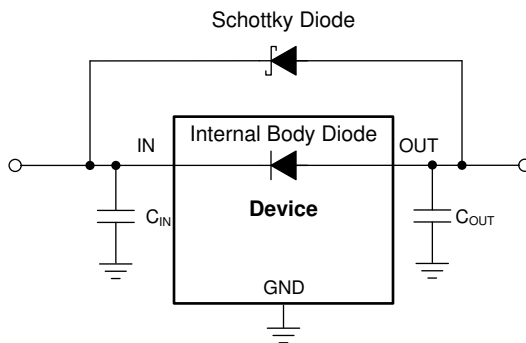 Schottky Diode
Internal Body Diode
IN
OUT
C_IN
Device
C_OUT
GND